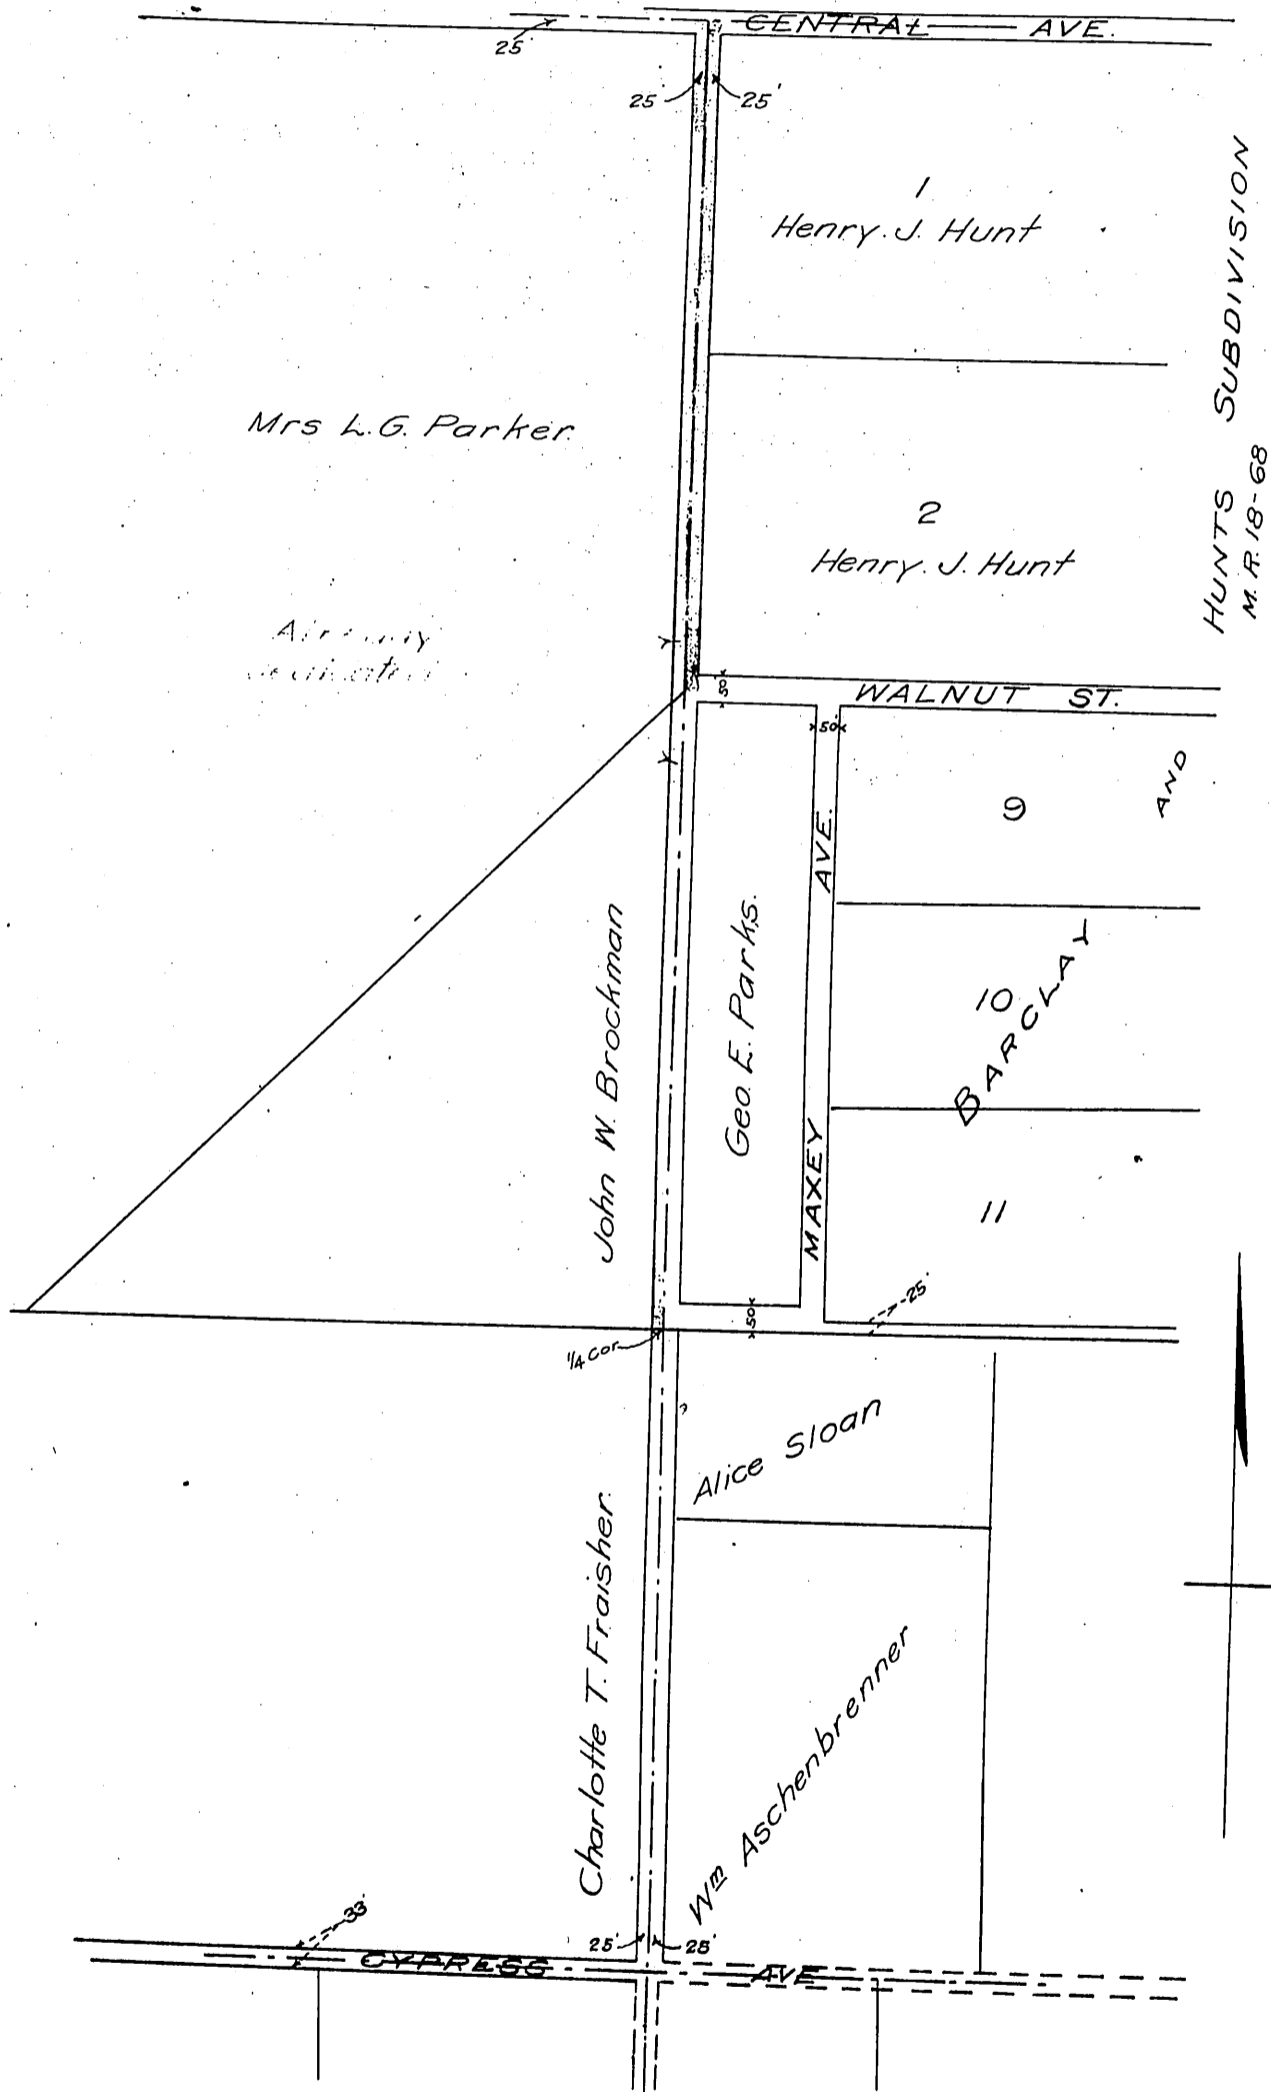 CENTRAL AVE.
25'
25' 25'
1
Henry. J. Hunt
HUNTS SUBDIVISION
M.R. 18-68
Mrs L.G. Parker.
2
Henry. J. Hunt
WALNUT ST.
50'
50'
AND
9
MAXEY AVE.
John W. Brockman
Geo. E. Parks.
10
BARCLAY
11
25'
50'
1/4 Cor.
Alice Sloan
Charlotte T. Fraisher.
Wm Aschenbrenner
33'
25' 25'
CYPRESS AVE